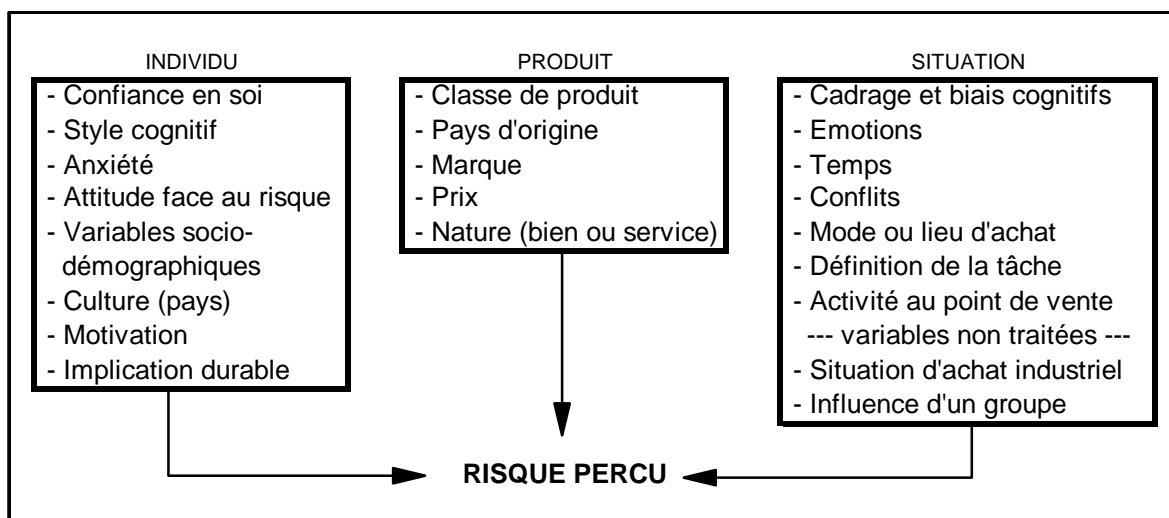 INDIVIDU
- Confiance en soi
- Style cognitif
- Anxiété
- Attitude face au risque
- Variables socio-
démographiques
- Culture (pays)
- Motivation
- Implication durable
PRODUIT
- Classe de produit
- Pays d'origine
- Marque
- Prix
- Nature (bien ou service)
SITUATION
- Cadrage et biais cognitifs
- Emotions
- Temps
- Conflits
- Mode ou lieu d'achat
- Définition de la tâche
- Activité au point de vente
--- variables non traitées ---
- Situation d'achat industriel
- Influence d'un groupe
RISQUE PERCU